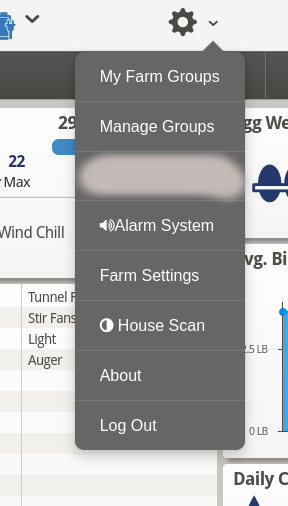 29
gg We
22
Max
Wind Chill
My Farm Groups
Manage Groups
Alarm System
Farm Settings
House Scan
About
Log Out
Tunnel F
Stir Fans
Light
Auger
vg. Bi
2.5 LB
0 LB
Daily C